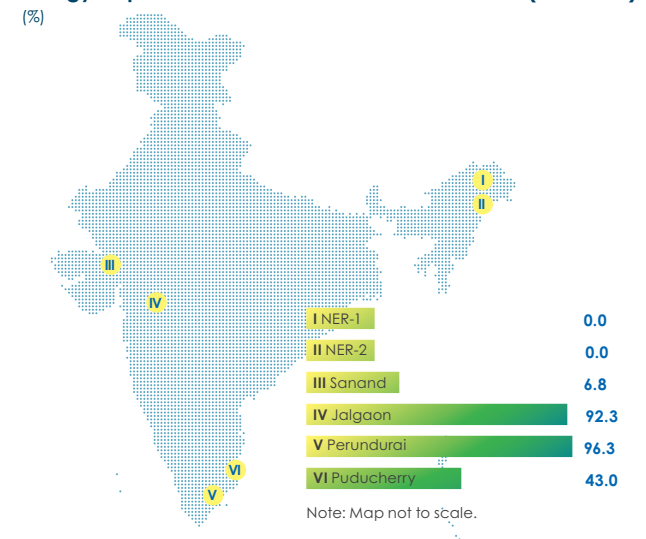 (%)
I
II
III
IV
I NER-1 0.0
II NER-2 0.0
III Sanand 6.8
IV Jalgaon 92.3
V Perundurai 96.3
VI Puducherry 43.0
VI
V
Note: Map not to scale.